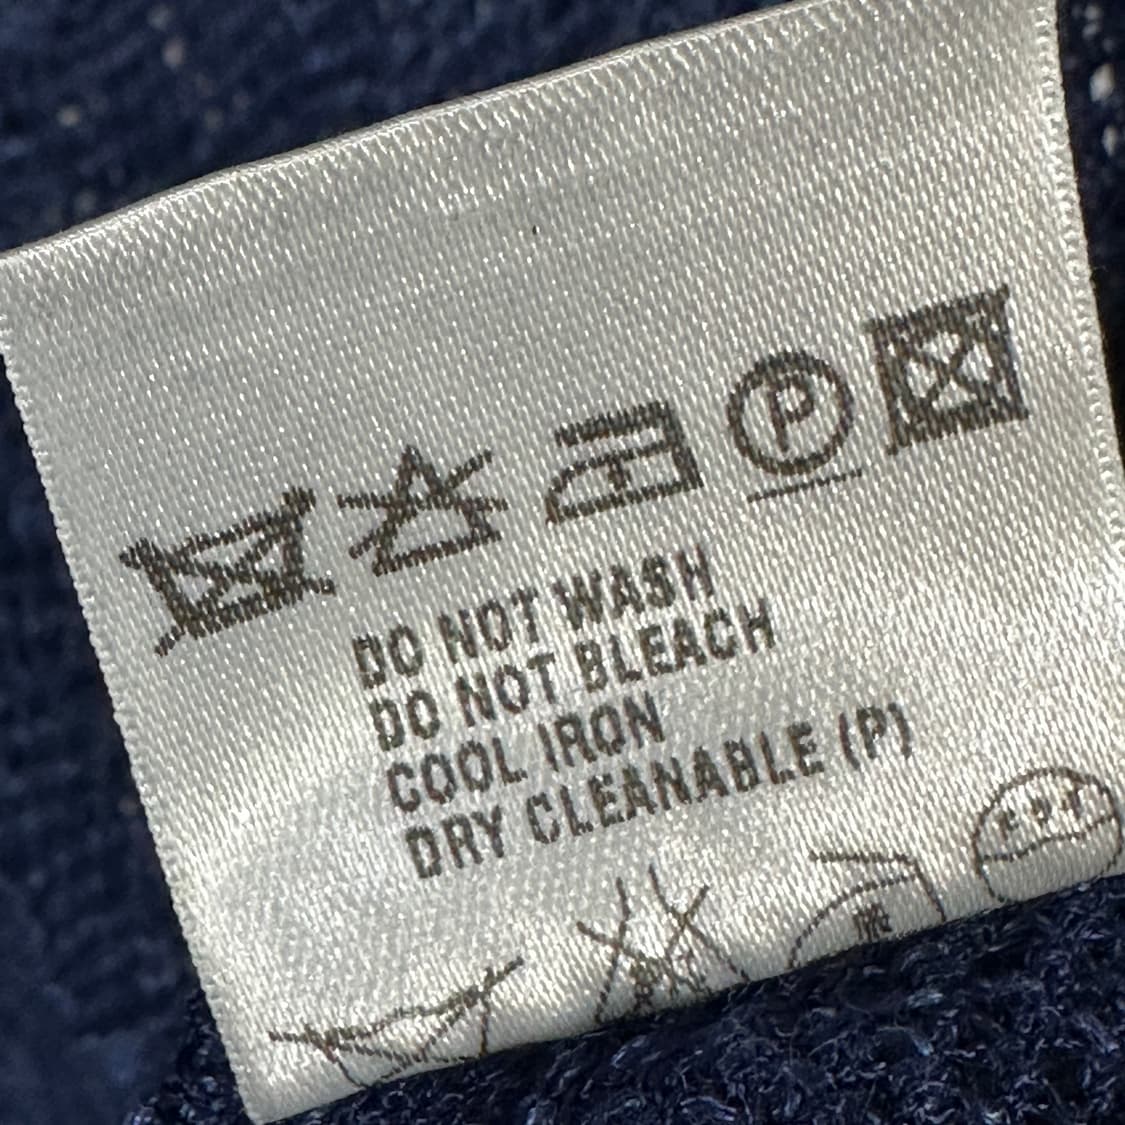 P
DO NOT WASH
DO NOT BLEACH
COOL IRON
DRY CLEANABLE (P)